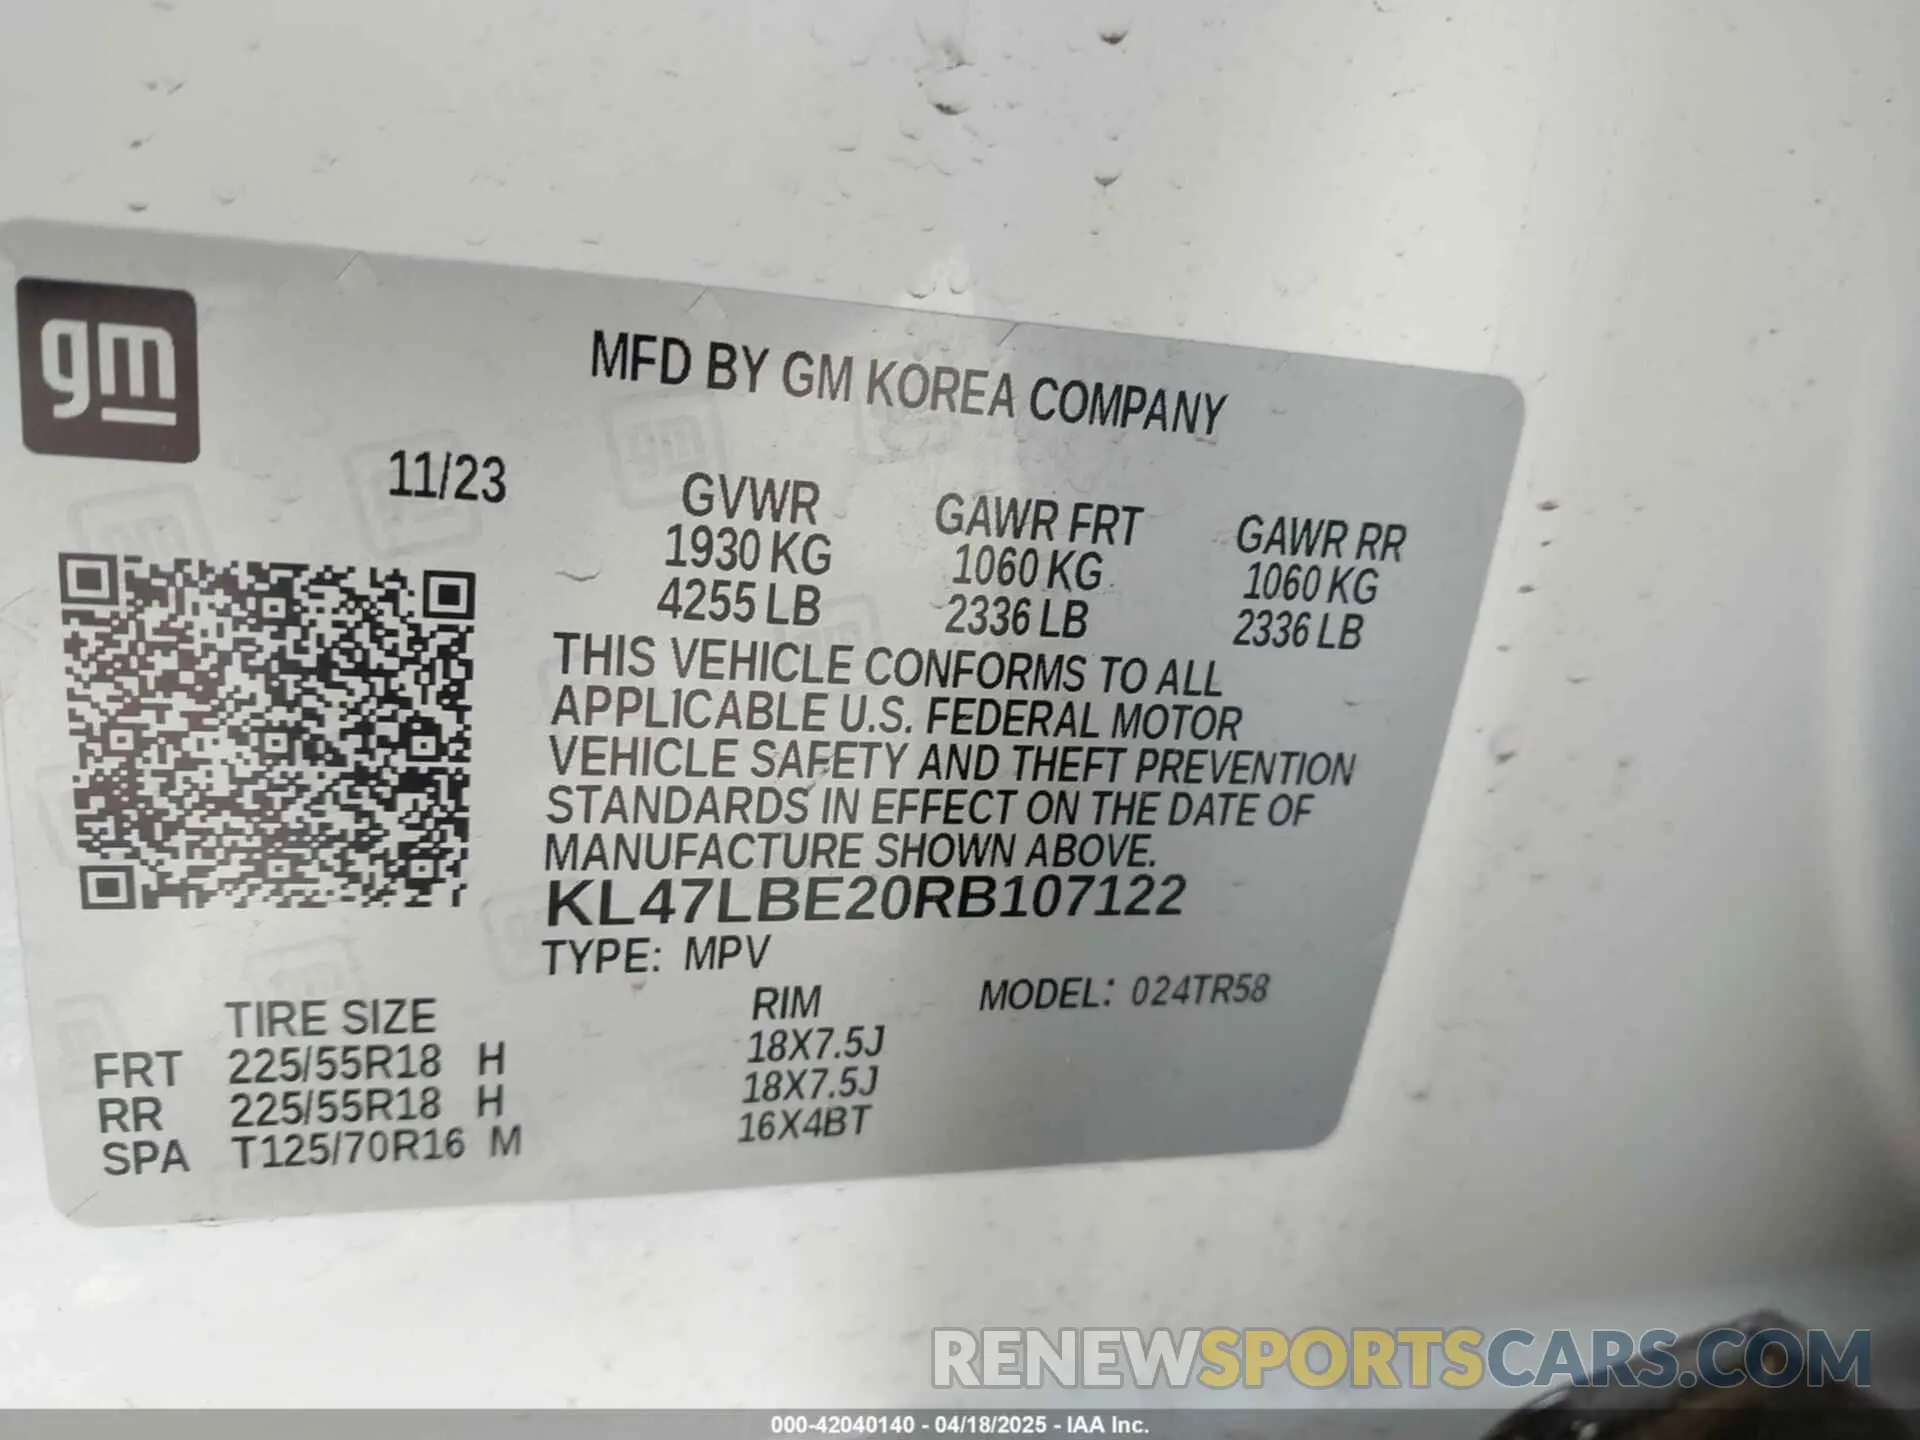 gm
MFD BY GM KOREA COMPANY
11/23
GVWR GAWR FRT GAWR RR
1930 KG 1060 KG 1060 KG
4255 LB 2336 LB 2336 LB
THIS VEHICLE CONFORMS TO ALL
APPLICABLE U.S. FEDERAL MOTOR
VEHICLE SAFETY AND THEFT PREVENTION
STANDARDS IN EFFECT ON THE DATE OF
MANUFACTURE SHOWN ABOVE.
KL47LBE20RB107122
TYPE: MPV
TIRE SIZE RIM MODEL: 024TR58
FRT 225/55R18 H 18X7.5J
RR 225/55R18 H 18X7.5J
SPA T125/70R16 M 16X4BT
RENEWSPORTSCARS.COM
000-42040140 - 04/18/2025 - IAA Inc.